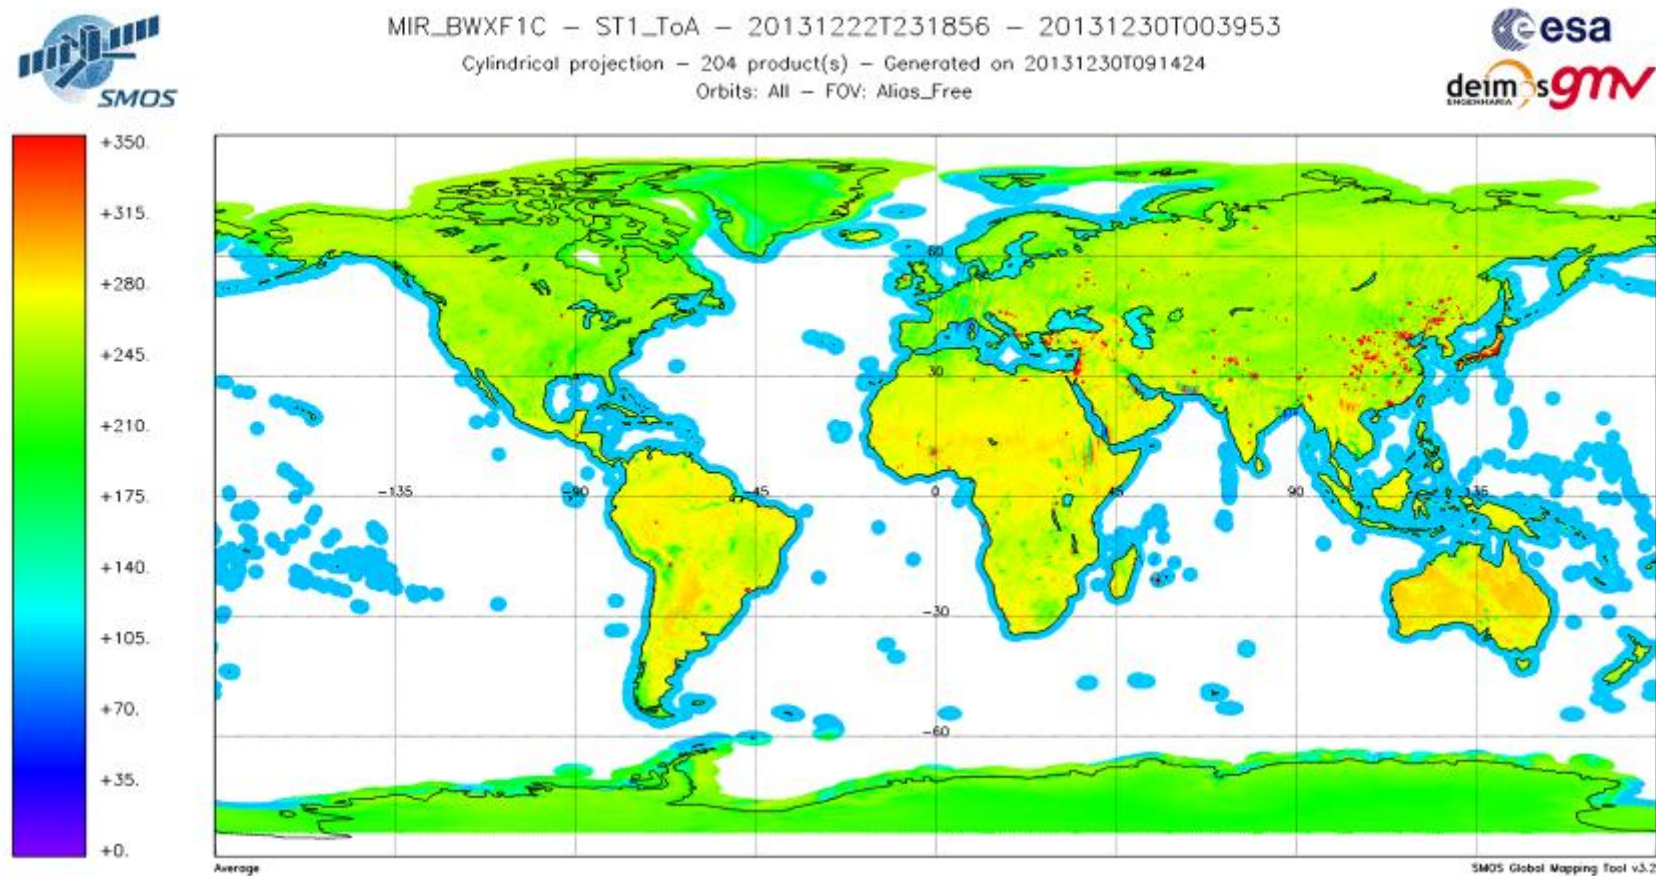 MIR_BWXF1C – ST1_ToA – 20131222T231856 – 20131230T003953
Cylindrical projection – 204 product(s) – Generated on 20131230T091424
Orbits: All – FOV: Alias_Free
SMOS
esa
deimos
ENGENHARIA
gmv
+350.
+315.
+280.
+245.
+210.
+175.
+140.
+105.
+70.
+35.
+0.
60
30
-135
-90
-45
0
45
90
135
-30
-60
Average
SMOS Global Mapping Tool v3.2